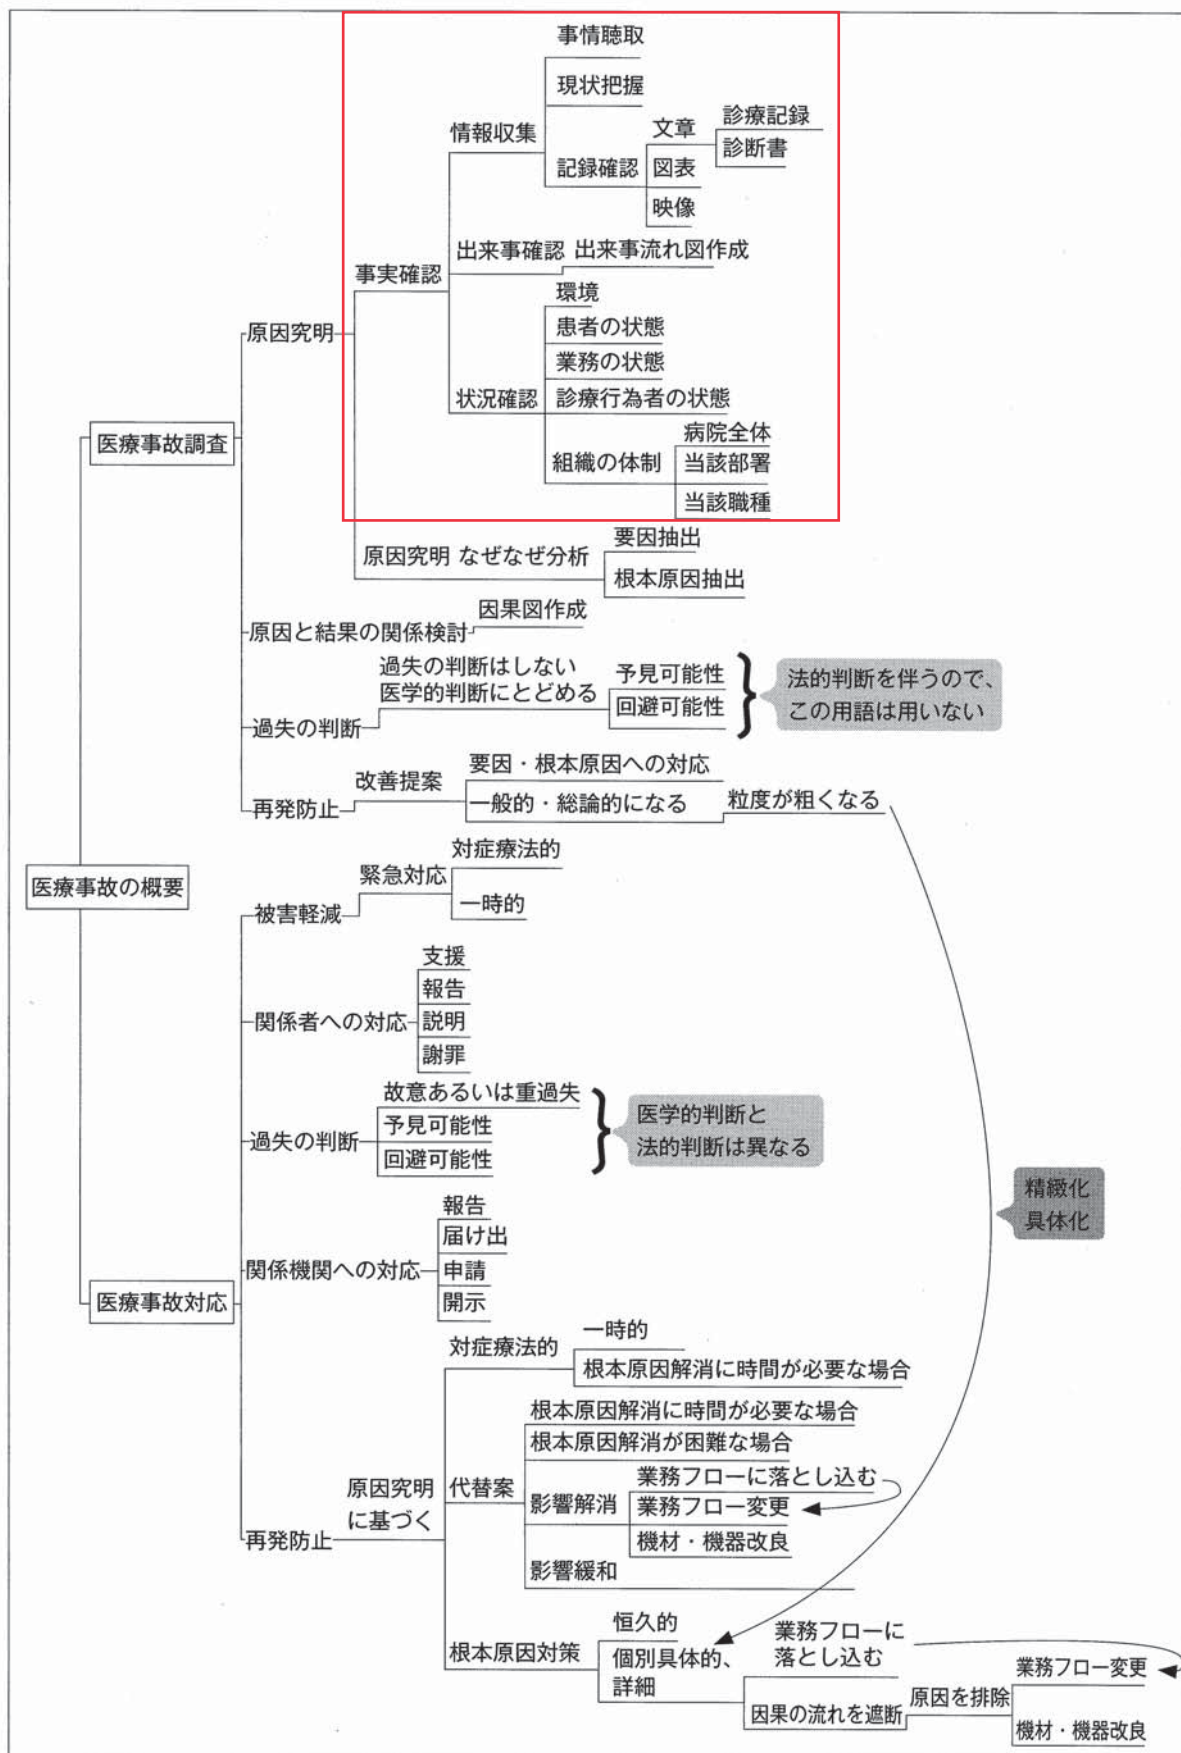 事情聴取
現状把握
情報収集
文章
診療記録
診断書
記録確認
図表
映像
出来事確認
出来事流れ図作成
事実確認
環境
患者の状態
業務の状態
状況確認
診療行為者の状態
病院全体
組織の体制
当該部署
当該職種
原因究明
医療事故調査
原因究明 なぜなぜ分析
要因抽出
根本原因抽出
因果図作成
原因と結果の関係検討
過失の判断はしない
医学的判断にとどめる
予見可能性
回避可能性
法的判断を伴うので、
この用語は用いない
過失の判断
要因・根本原因への対応
改善提案
一般的・総論的になる
粒度が粗くなる
再発防止
医療事故の概要
対症療法的
緊急対応
一時的
被害軽減
支援
報告
関係者への対応
説明
謝罪
故意あるいは重過失
予見可能性
過失の判断
回避可能性
医学的判断と
法的判断は異なる
精緻化
具体化
報告
届け出
関係機関への対応
申請
開示
医療事故対応
一時的
対症療法的
根本原因解消に時間が必要な場合
根本原因解消に時間が必要な場合
根本原因解消が困難な場合
業務フローに落とし込む
原因究明
に基づく
代替案
影響解消
業務フロー変更
機材・機器改良
再発防止
影響緩和
恒久的
根本原因対策
個別具体的、
詳細
業務フローに
落とし込む
業務フロー変更
因果の流れを遮断
原因を排除
機材・機器改良